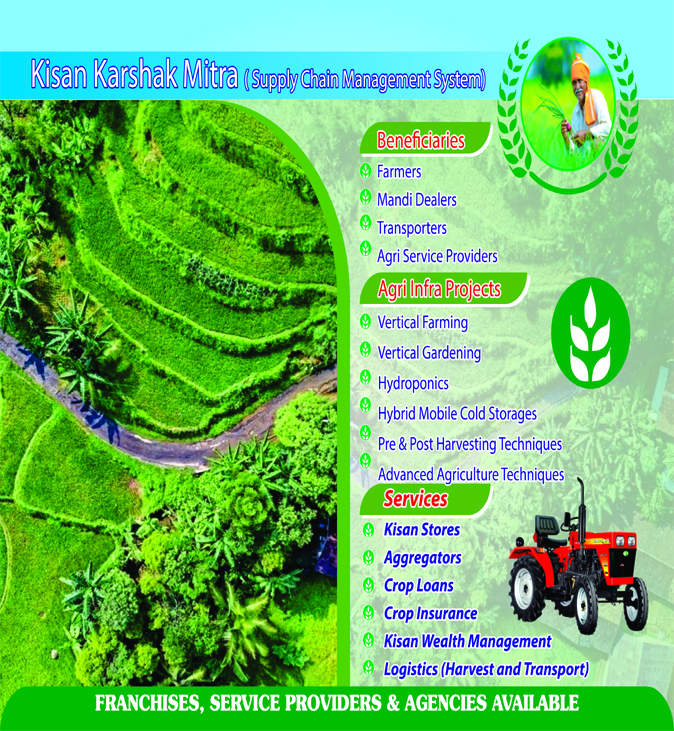 Kisan Karshak Mitra ( Supply Chain Management System)
Beneficiaries
Farmers
Mandi Dealers
Transporters
Agri Service Providers
Agri Infra Projects
Vertical Farming
Vertical Gardening
Hydroponics
Hybrid Mobile Cold Storages
Pre & Post Harvesting Techniques
Advanced Agriculture Techniques
Services
Kisan Stores
Aggregators
Crop Loans
Crop Insurance
Kisan Wealth Management
Logistics (Harvest and Transport)
FRANCHISES, SERVICE PROVIDERS & AGENCIES AVAILABLE